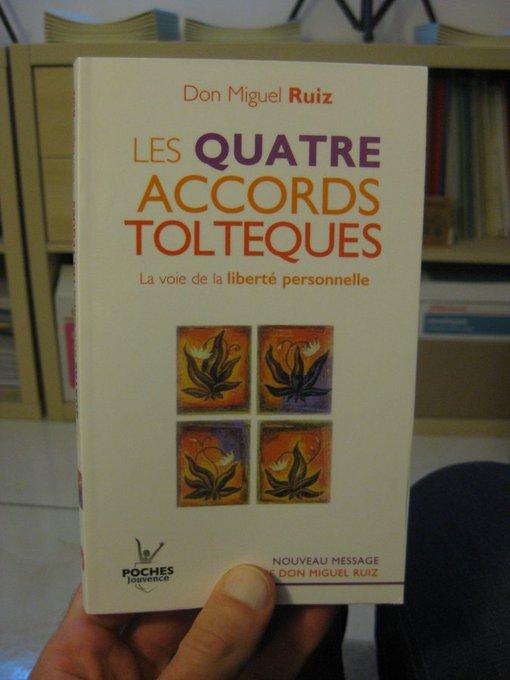 Don Miguel Ruiz
LES QUATRE
ACCORDS
TOLTEQUES
La voie de la liberté personnelle
POCHES
Jouvence
NOUVEAU MESSAGE
DON MIGUEL RUIZ